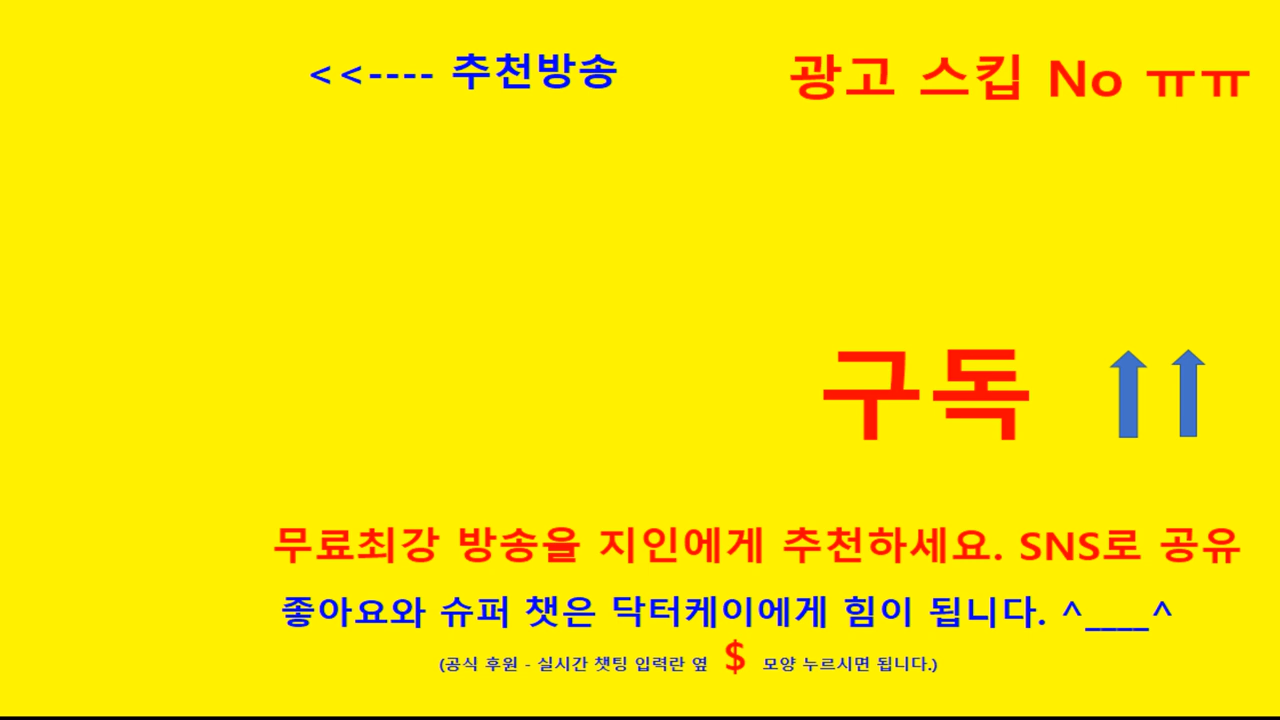 <<---- 추천방송
광고 스킵 No ㅠㅠ
구독
무료최강 방송을 지인에게 추천하세요. SNS로 공유
좋아요와 슈퍼 챗은 닥터케이에게 힘이 됩니다. ^____^
(공식 후원 - 실시간 챗팅 입력란 옆 $ 모양 누르시면 됩니다.)